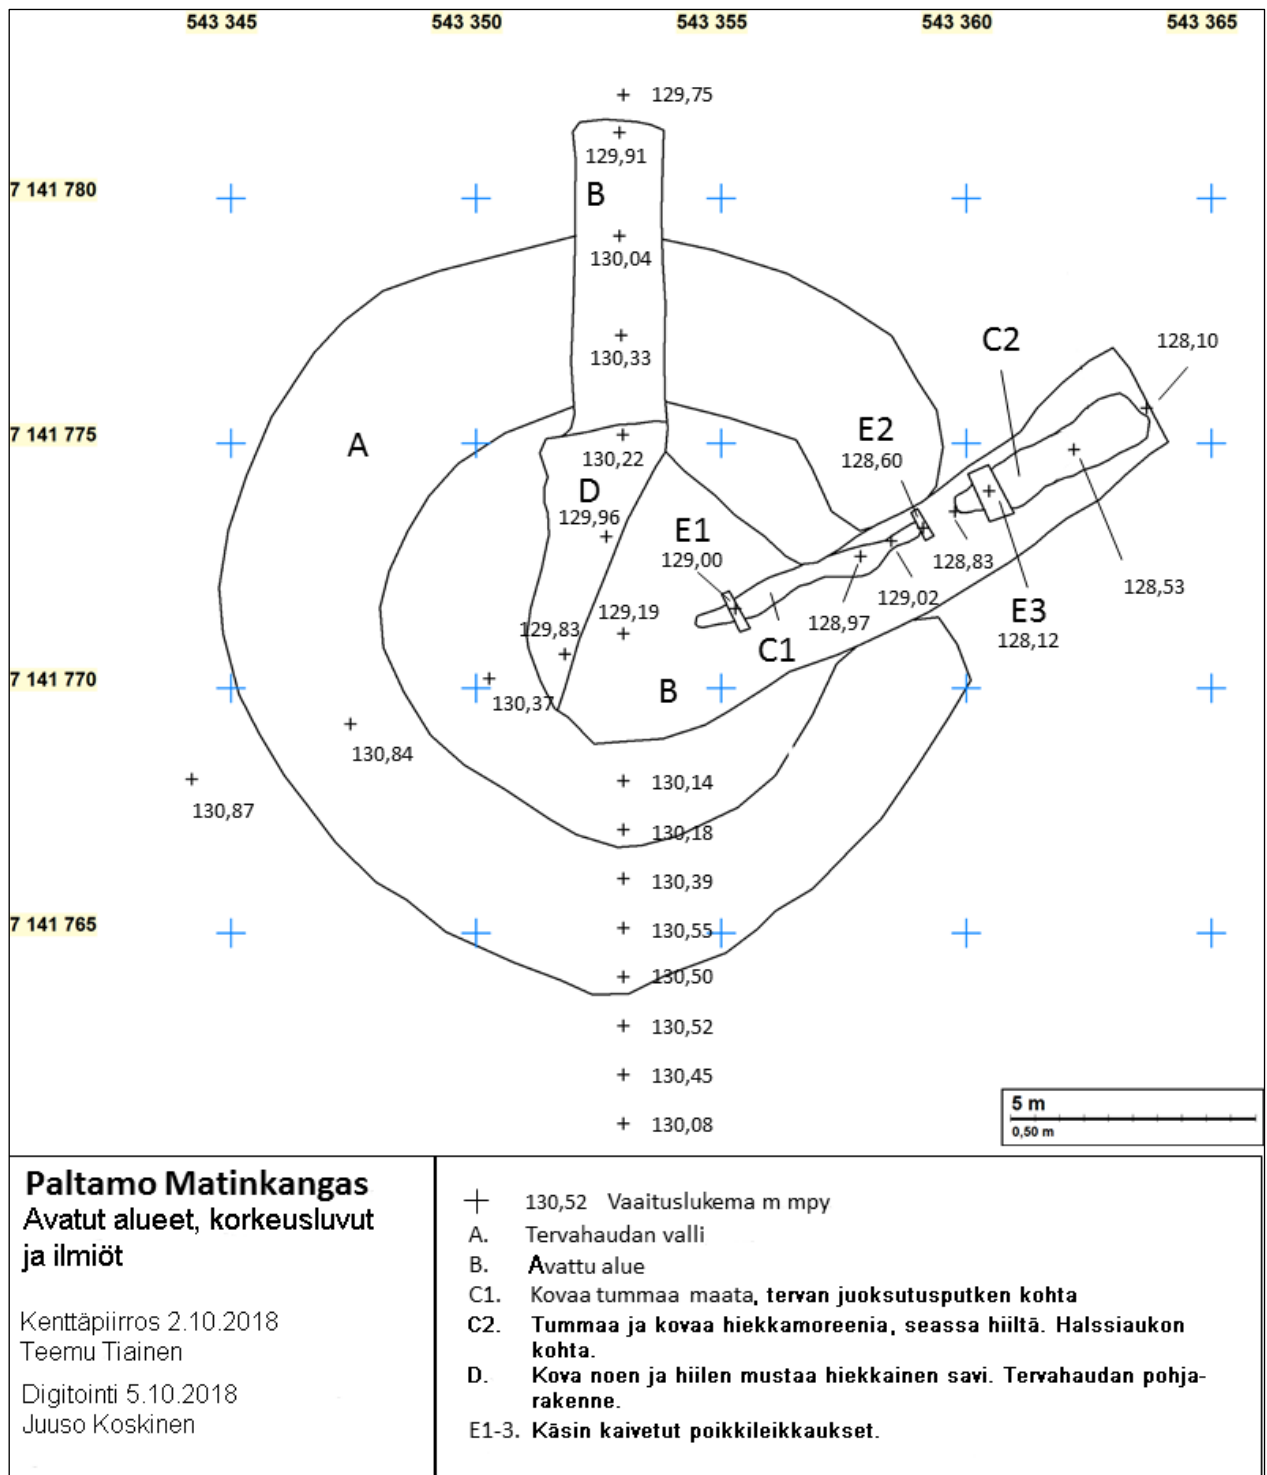 543 345 543 350 543 355 543 360 543 365
129,75
129,91
7 141 780
B
130,04
130,33
C2
128,10
7 141 775
A
E2
130,22
128,60
D
129,96
E1
129,00
128,83
128,53
129,02
E3
129,19
128,97
129,83
128,12
C1
7 141 770
B
130,37
130,84
130,14
130,87
130,18
130,39
7 141 765
130,55
130,50
130,52
130,45
130,08
5 m
0,50 m
Paltamo Matinkangas
Avatut alueet, korkeusluvut
ja ilmiöt
Kenttäpiirros 2.10.2018
Teemu Tiainen
Digitointi 5.10.2018
Juuso Koskinen
130,52 Vaaituslukema m mpy
A. Tervahaudan valli
B. Avattu alue
C1. Kovaa tummaa maata, tervan juoksutusputken kohta
C2. Tummaa ja kovaa hiekkamoreenia, seassa hiiltä. Halssiaukon
kohta.
D. Kova noen ja hiilen mustaa hiekkainen savi. Tervahaudan pohja-
rakenne.
E1-3. Käsin kaivetut poikkileikkaukset.